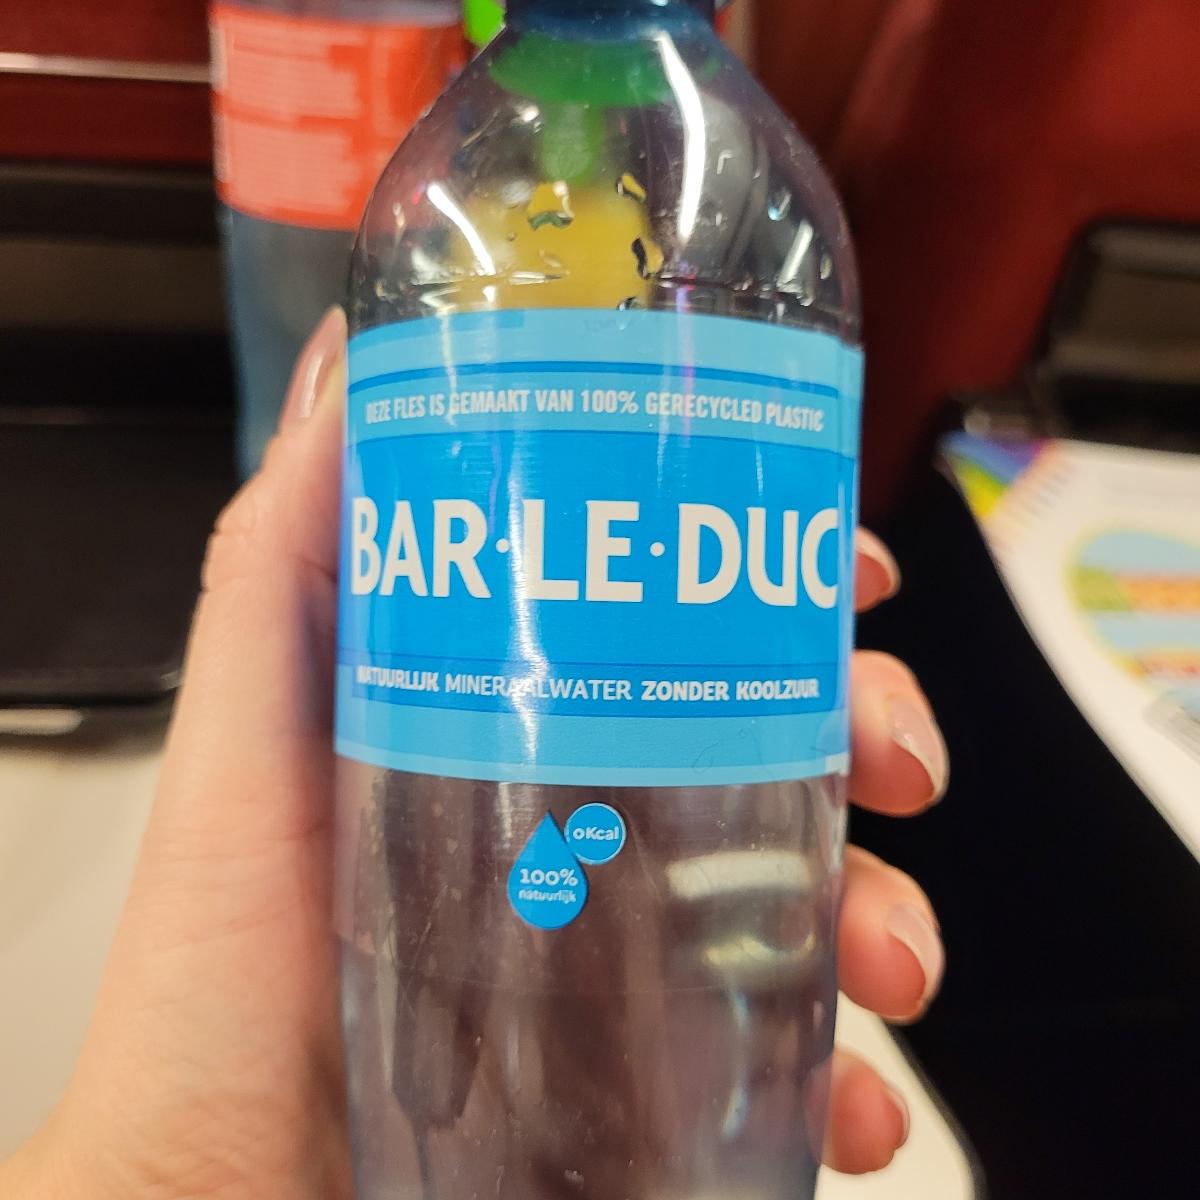 DEZE FLES IS GEMAAKT VAN 100% GERECYCLED PLASTIC
BAR·LE·DUC
NATUURLIJK MINERAALWATER ZONDER KOOLZUUR
0Kcal
100%
natuurlijk